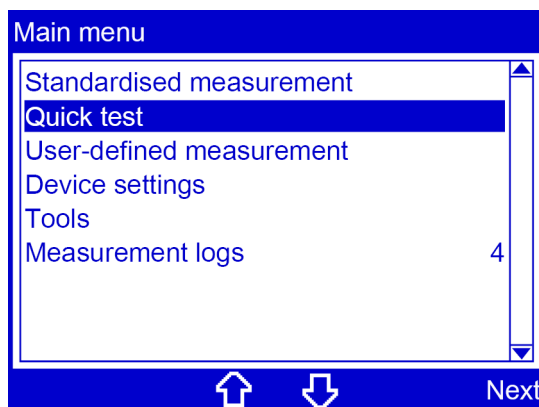 Main menu
Standardised measurement
Quick test
User-defined measurement
Device settings
Tools
Measurement logs 4
Next